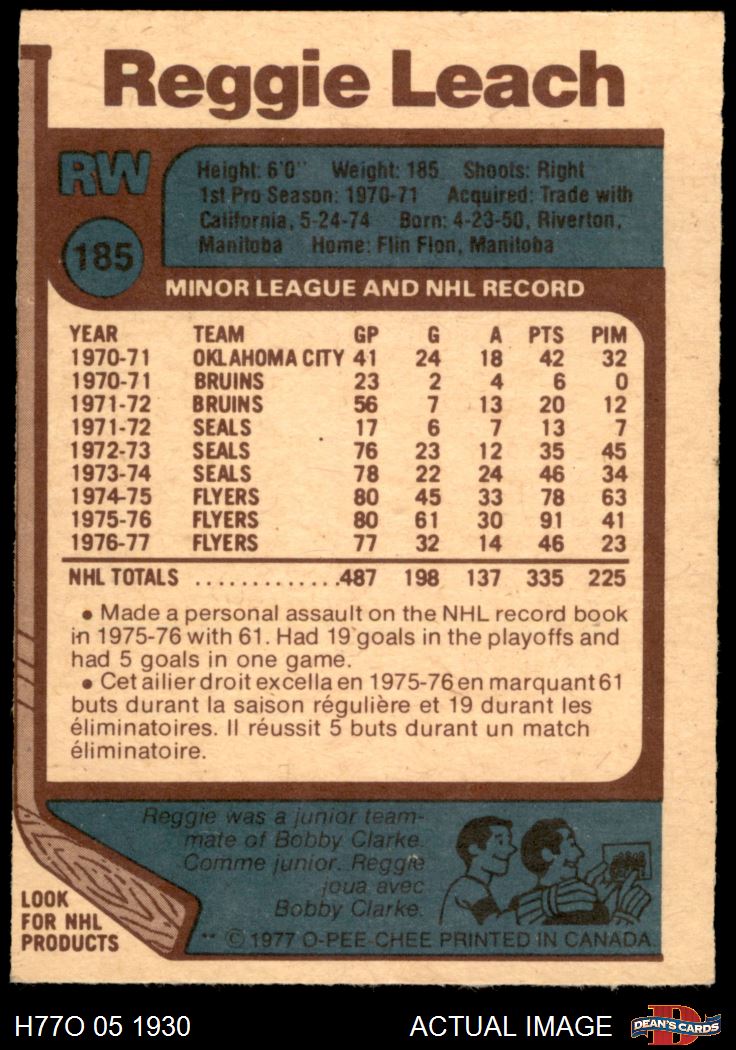 Reggie Leach
RW
185
Height: 6'0" Weight: 185 Shoots: Right
1st Pro Season: 1970-71 Acquired: Trade with
California, 5-24-74 Born: 4-23-50, Riverton,
Manitoba Home: Flin Flon, Manitoba
MINOR LEAGUE AND NHL RECORD
YEAR TEAM GP G A PTS PIM
1970-71 OKLAHOMA CITY 41 24 18 42 32
1970-71 BRUINS 23 2 4 6 0
1971-72 BRUINS 56 7 13 20 12
1971-72 SEALS 17 6 7 13 7
1972-73 SEALS 76 23 12 35 45
1973-74 SEALS 78 22 24 46 34
1974-75 FLYERS 80 45 33 78 63
1975-76 FLYERS 80 61 30 91 41
1976-77 FLYERS 77 32 14 46 23
NHL TOTALS .............487 198 137 335 225
• Made a personal assault on the NHL record book
in 1975-76 with 61. Had 19 goals in the playoffs and
had 5 goals in one game.
• Cet ailier droit excella en 1975-76 en marquant 61
buts durant la saison régulière et 19 durant les
éliminatoires. Il réussit 5 buts durant un match
éliminatoire.
Reggie was a junior team-
mate of Bobby Clarke.
Comme junior. Reggie
joua avec
Bobby Clarke.
LOOK
FOR NHL
PRODUCTS
** © 1977 O-PEE-CHEE PRINTED IN CANADA
H77O 05 1930 ACTUAL IMAGE
D
DEAN'S CARDS